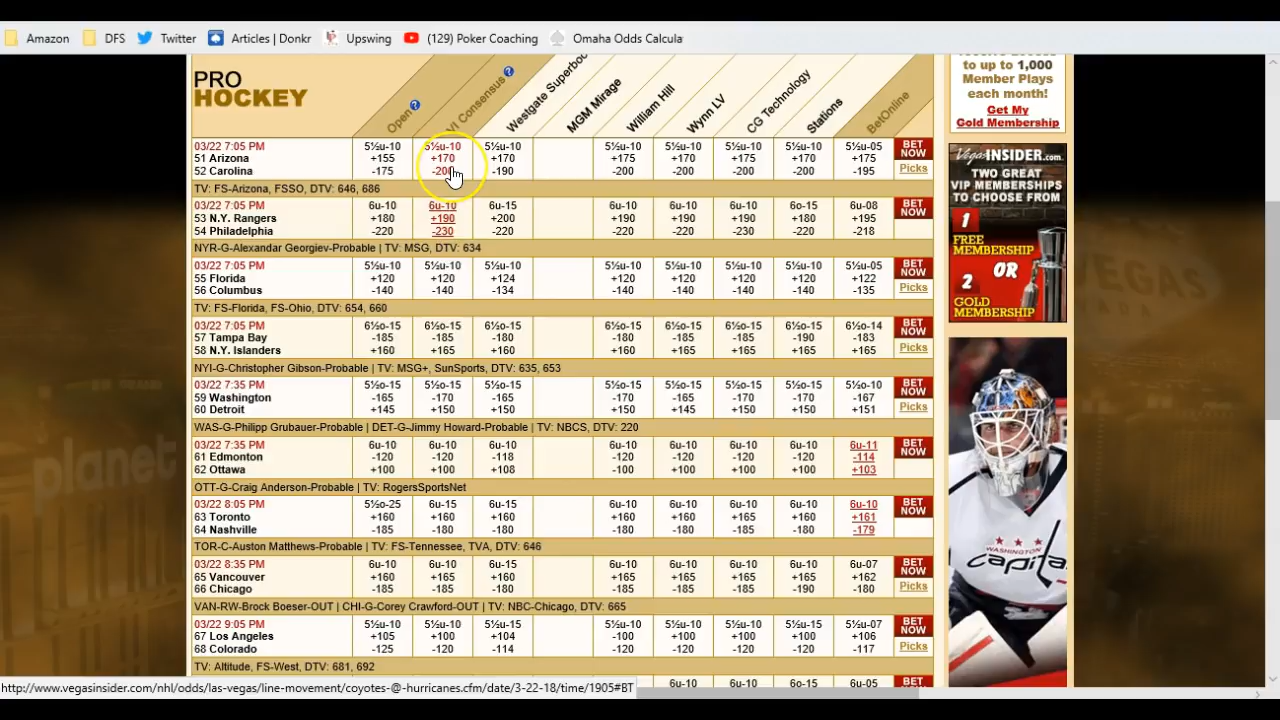 Amazon DFS Twitter Articles | Donkr Upswing (129) Poker Coaching Omaha Odds Calcula
PRO
HOCKEY
Open VI Consensus Westgate Superboo MGM Mirage William Hill Wynn LV CG Technology Stations BetOnline
03/22 7:05 PM 5½u-10 5½u-10 5½u-10 5½u-10 5½u-10 5½u-10 5½u-10 5½u-05 BET NOW
51 Arizona +155 +170 +170 +175 +170 +175 +170 +175
52 Carolina -175 -200 -190 -200 -200 -200 -200 -195 Picks
TV: FS-Arizona, FSSO, DTV: 646, 686
03/22 7:05 PM 6u-10 6u-10 6u-15 6u-10 6u-10 6u-10 6u-10 6u-08 BET NOW
53 N.Y. Rangers +180 +190 +200 +190 +190 +190 +180 +195
54 Philadelphia -220 -230 -220 -220 -220 -230 -220 -218
NYR-G-Alexandar Georgiev-Probable | TV: MSG, DTV: 634
03/22 7:05 PM 5½u-10 5½u-10 5½u-10 5½u-10 5½u-10 5½u-10 5½u-10 5½u-05 BET NOW
55 Florida +120 +120 +124 +120 +120 +120 +120 +122
56 Columbus -140 -140 -134 -140 -140 -140 -140 -135 Picks
TV: FS-Florida, FS-Ohio, DTV: 654, 660
03/22 7:05 PM 6½o-15 6½o-15 6½o-15 6½o-15 6½o-15 6½o-15 6½o-15 6½o-14 BET NOW
57 Tampa Bay -185 -185 -180 -180 -185 -185 -190 -183
58 N.Y. Islanders +160 +165 +160 +160 +165 +165 +165 +165 Picks
NYI-G-Christopher Gibson-Probable | TV: MSG+, SunSports, DTV: 635, 653
03/22 7:35 PM 5½o-15 5½o-15 5½o-15 5½o-15 5½o-15 5½o-15 5½o-15 5½o-10 BET NOW
59 Washington -165 -170 -165 -170 -165 -170 -170 -167
60 Detroit +145 +150 +150 +150 +145 +150 +150 +151 Picks
WAS-G-Philipp Grubauer-Probable | DET-G-Jimmy Howard-Probable | TV: NBCS, DTV: 220
03/22 7:35 PM 6u-10 6u-10 6u-10 6u-10 6u-10 6u-10 6o-10 6u-11 BET NOW
61 Edmonton -120 -120 -118 -120 -120 -120 -120 -114
62 Ottawa +100 +100 +108 -100 +100 +100 +100 +103
OTT-G-Craig Anderson-Probable | TV: RogersSportsNet
03/22 8:05 PM 5½o-25 6u-15 6u-15 6u-10 6u-10 6u-10 6u-15 6u-10 BET NOW
63 Toronto +160 +160 +160 +160 +160 +165 +160 +161
64 Nashville -185 -180 -180 -180 -180 -185 -180 -179
TOR-C-Auston Matthews-Probable | TV: FS-Tennessee, TVA, DTV: 646
03/22 8:35 PM 6u-10 6u-10 6u-15 6u-10 6u-10 6u-10 6u-10 6u-07 BET NOW
65 Vancouver +160 +165 +160 +165 +165 +165 +165 +162
66 Chicago -185 -185 -180 -185 -185 -185 -190 -180 Picks
VAN-RW-Brock Boeser-OUT | CHI-G-Corey Crawford-OUT | TV: NBC-Chicago, DTV: 665
03/22 9:05 PM 5½u-10 5½u-10 5½u-15 5½u-10 5½u-10 5½u-10 5½u-15 5½u-07 BET NOW
67 Los Angeles +105 +100 +104 -100 +100 +100 +100 +106
68 Colorado -125 -120 -114 -120 -120 -120 -120 -117 Picks
TV: Altitude, FS-West, DTV: 681, 692
6u-10 6u-10 6u-10 6o-15 6u-05 BET
http://www.vegasinsider.com/nhl/odds/las-vegas/line-movement/coyotes-@-hurricanes.cfm/date/3-22-18/time/1905#BT
to up to 1,000
Member Plays
each month!
Get My
Gold Membership
VegasINSIDER.com
TWO GREAT
VIP MEMBERSHIPS
TO CHOOSE FROM
1
FREE
MEMBERSHIP
OR
2
GOLD
MEMBERSHIP
CAPITALS
planet
VEGAS